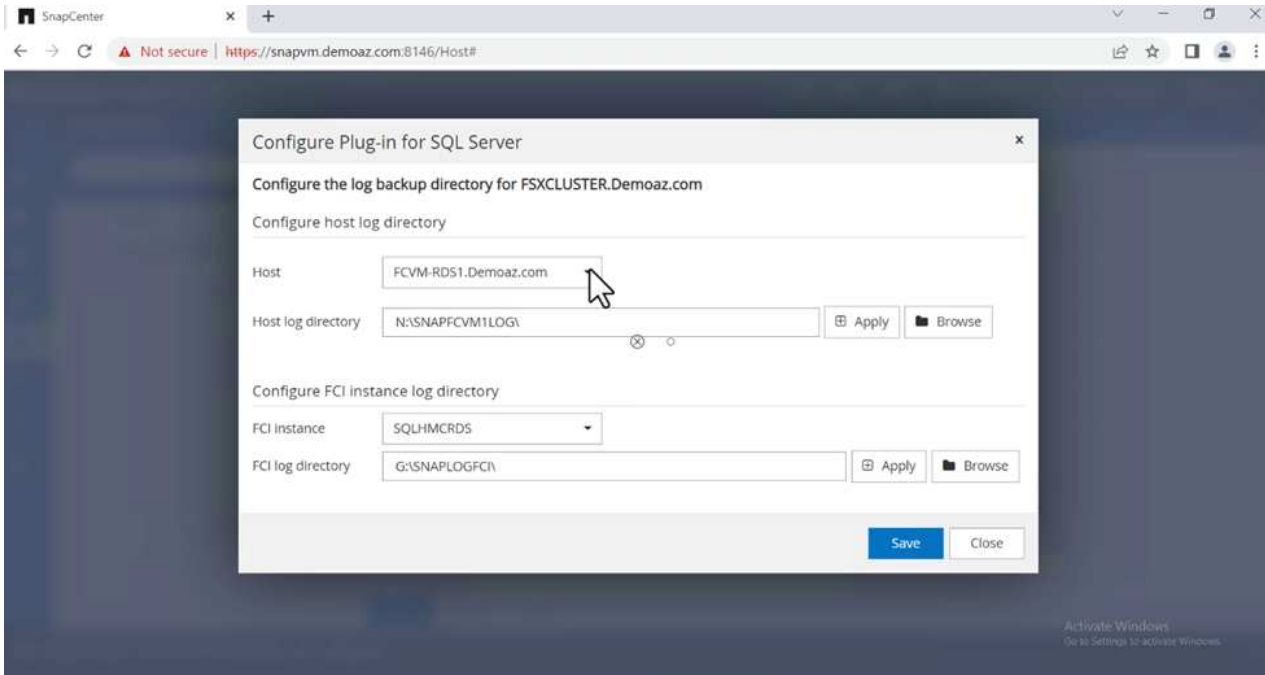 SnapCenter
Not secure https://snapvm.demoaz.com:8146/Host#
Configure Plug-in for SQL Server
Configure the log backup directory for FSXCLUSTER.Demoaz.com
Configure host log directory
Host FCVM-RDS1.Demoaz.com
Host log directory N:\SNAPFCVM1LOG\ Apply Browse
Configure FCI instance log directory
FCI instance SQLHMCRDS
FCI log directory G:\SNAPLOGFCI\ Apply Browse
Save Close
Activate Windows
Go to Settings to activate Windows.